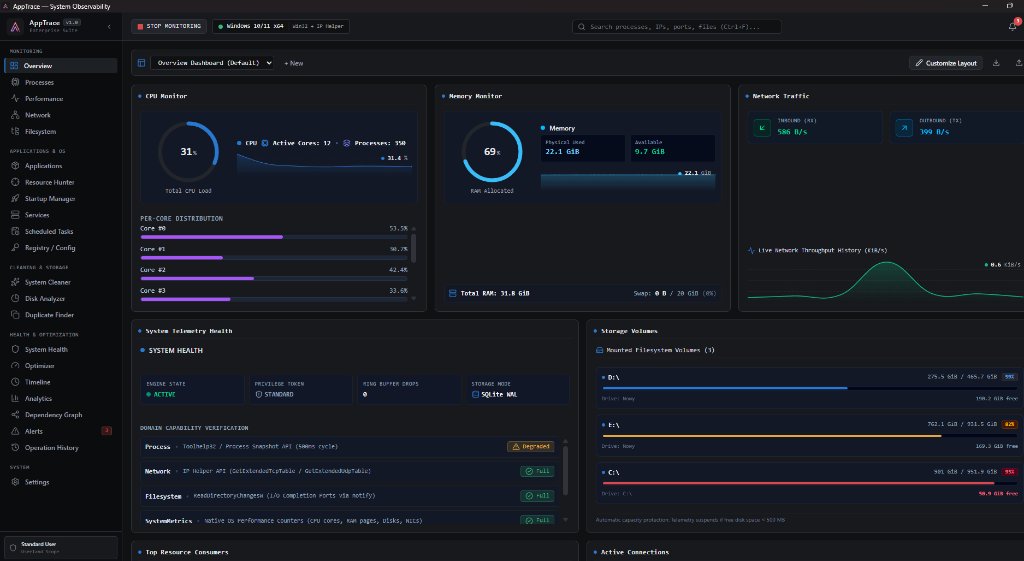 AppTrace — System Observability
AppTrace v1.0
Enterprise Suite
STOP MONITORING
Windows 10/11 x64 Win32 + IP Helper
Search processes, IPs, ports, files (Ctrl+F)...
3
MONITORING
Overview
Processes
Performance
Network
Filesystem
APPLICATIONS & OS
Applications
Resource Hunter
Startup Manager
Services
Scheduled Tasks
Registry / Config
CLEANING & STORAGE
System Cleaner
Disk Analyzer
Duplicate Finder
HEALTH & OPTIMIZATION
System Health
Optimizer
Timeline
Analytics
Dependency Graph
Alerts 3
Operation History
SYSTEM
Settings
Standard User
Userland Scope
Overview Dashboard (Default)
+ New
Customize Layout
CPU Monitor
31%
Total CPU Load
CPU Active Cores: 12 · Processes: 350
31.4 %
PER-CORE DISTRIBUTION
Core #0 53.5%
Core #1 30.7%
Core #2 42.4%
Core #3 33.6%
Memory Monitor
69%
RAM Allocated
Memory
Physical Used
22.1 GiB
Available
9.7 GiB
22.1 GiB
Total RAM: 31.8 GiB
Swap: 0 B / 20 GiB (0%)
Network Traffic
INBOUND (RX)
586 B/s
OUTBOUND (TX)
399 B/s
Live Network Throughput History (KiB/s)
0.6 KiB/s
System Telemetry Health
SYSTEM HEALTH
ENGINE STATE
ACTIVE
PRIVILEGE TOKEN
STANDARD
RING BUFFER DROPS
0
STORAGE MODE
SQLite WAL
DOMAIN CAPABILITY VERIFICATION
Process · Toolhelp32 / Process Snapshot API (500ms cycle) Degraded
Network · IP Helper API (GetExtendedTcpTable / GetExtendedUdpTable) Full
Filesystem · ReadDirectoryChangesW (I/O Completion Ports via notify) Full
SystemMetrics · Native OS Performance Counters (CPU cores, RAM pages, Disks, NICs) Full
Storage Volumes
Mounted Filesystem Volumes (3)
D:\ 275.5 GiB / 465.7 GiB 59%
Drive: Nowy 190.2 GiB free
E:\ 762.1 GiB / 931.5 GiB 82%
Drive: Nowy 169.3 GiB free
C:\ 901 GiB / 951.9 GiB 95%
Drive: C:\ 50.9 GiB free
Automatic capacity protection. Telemetry suspends if free disk space < 500 MB
Top Resource Consumers
Active Connections